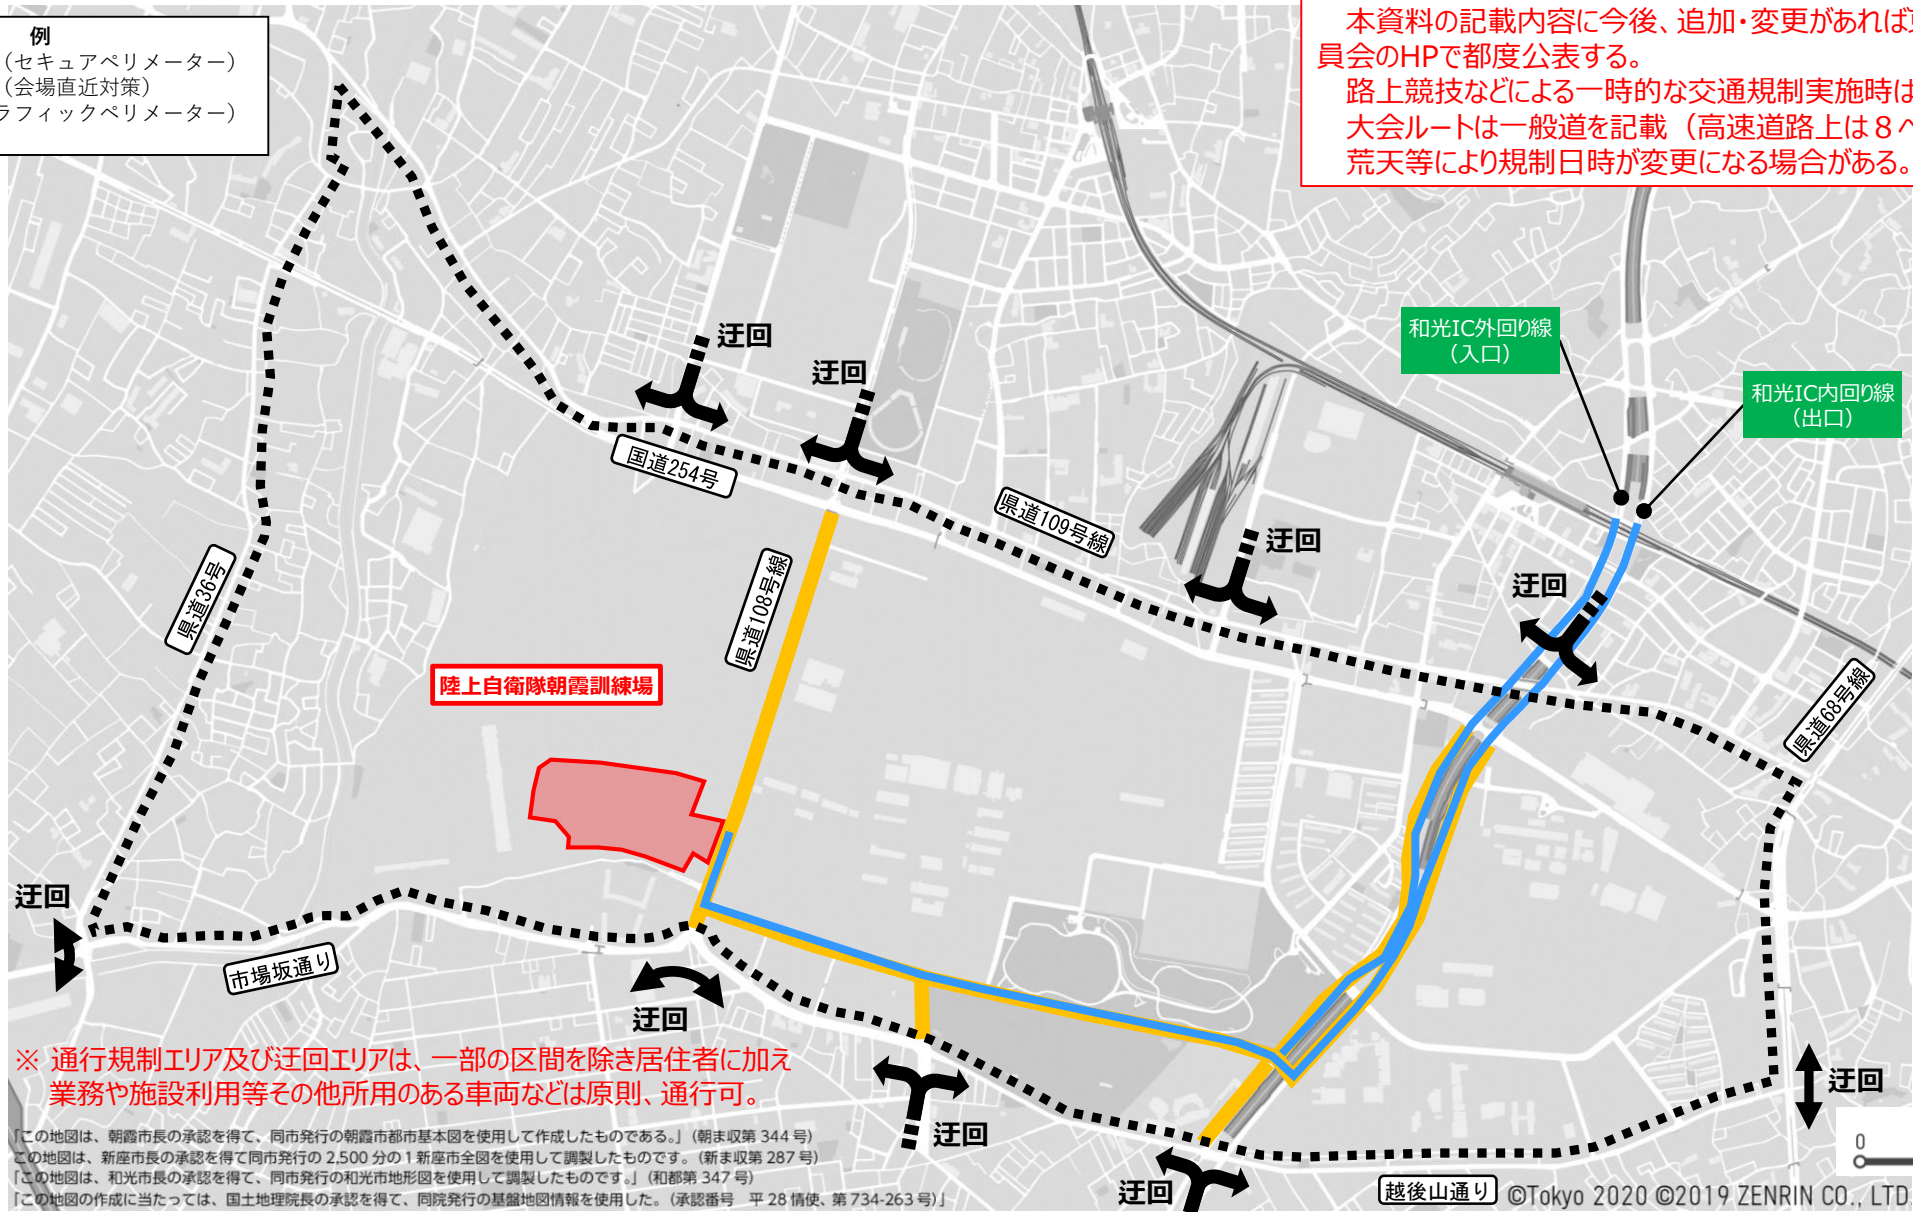 例
(セキュアペリメーター)
(会場直近対策)
ラフィックペリメーター)
本資料の記載内容に今後、追加・変更があれば
員会のHPで都度公表する。
路上競技などによる一時的な交通規制実施時は
大会ルートは一般道を記載（高速道路上は８ペ
荒天等により規制日時が変更になる場合がある。
和光IC外回り線
(入口)
和光IC内回り線
(出口)
迂回
迂回
国道254号
県道109号線
迂回
迂回
県道36号
県道108号線
陸上自衛隊朝霞訓練場
県道68号線
迂回
市場坂通り
迂回
※ 通行規制エリア及び迂回エリアは、一部の区間を除き居住者に加え
業務や施設利用等その他所用のある車両などは原則、通行可。
迂回
迂回
迂回
越後山通り
0
「この地図は、朝霞市長の承認を得て、同市発行の朝霞市都市基本図を使用して作成したものである。」(朝ま収第 344 号)
この地図は、新座市長の承認を得て同市発行の 2,500 分の 1 新座市全図を使用して調製したものです。(新ま収第 287 号)
「この地図は、和光市長の承認を得て、同市発行の和光市地形図を使用して調製したものです。」(和都第 347 号)
「この地図の作成に当たっては、国土地理院長の承認を得て、同院発行の基盤地図情報を使用した。(承認番号 平 28 情使、第 734-263 号)」
©Tokyo 2020 ©2019 ZENRIN CO., LTD